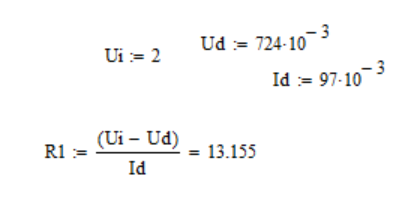 Ui := 2
Ud := 724·10⁻³
Id := 97·10⁻³
R1 := (Ui − Ud) / Id = 13.155